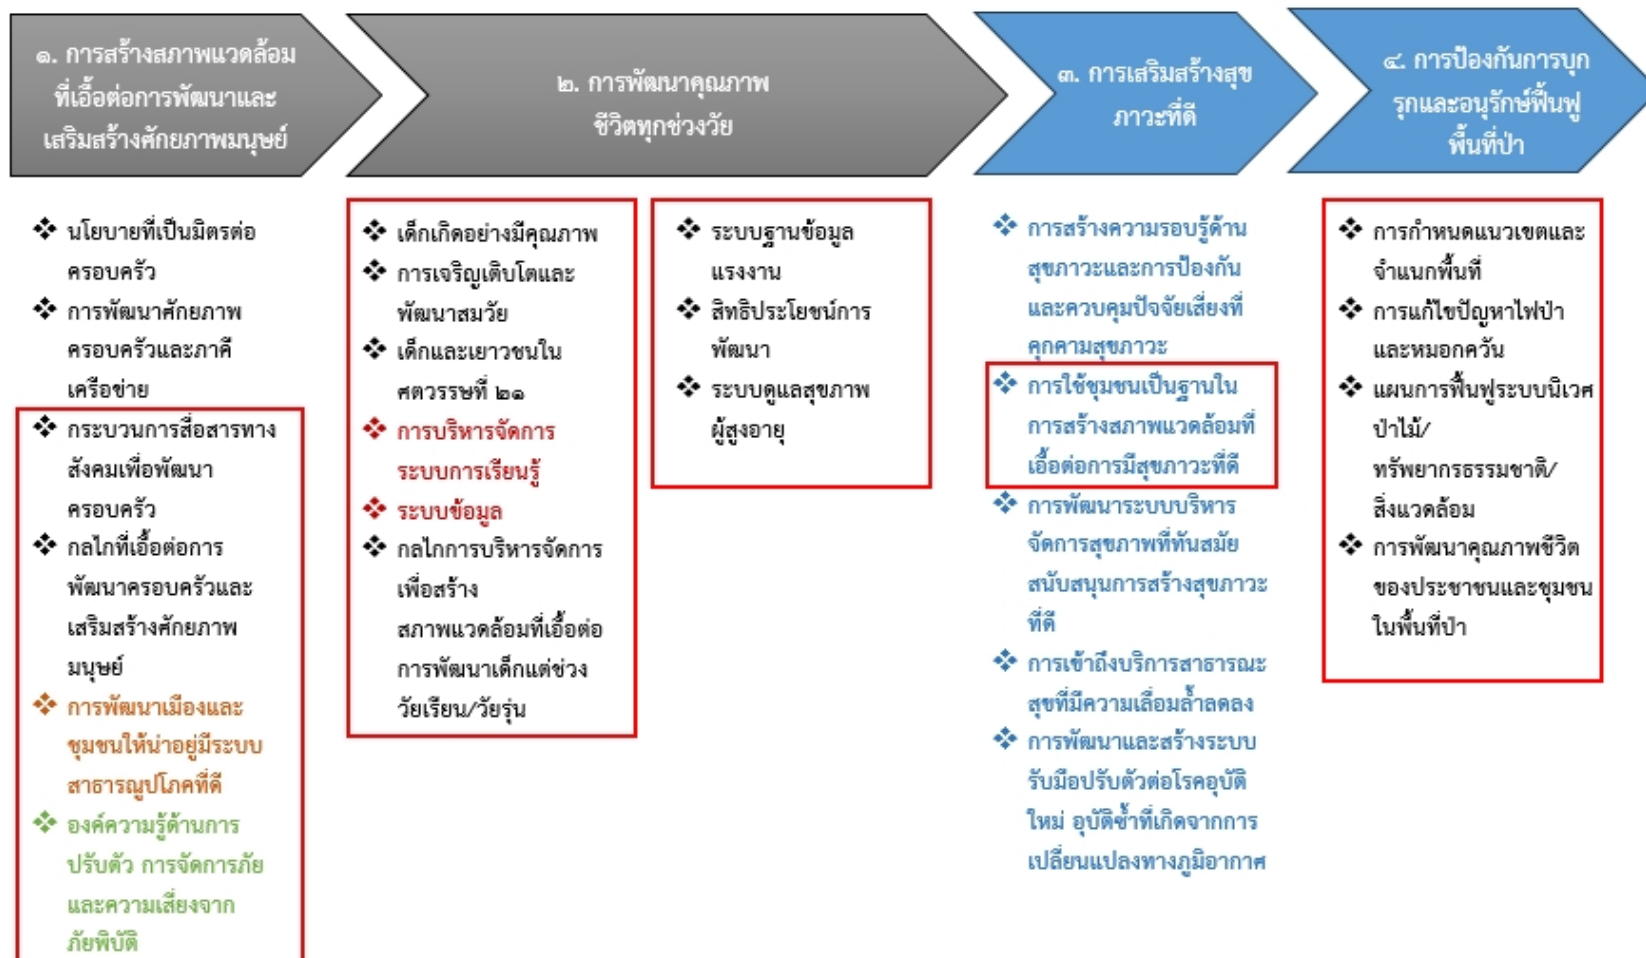 ๑. การสร้างสภาพแวดล้อม
ที่เอื้อต่อการพัฒนาและ
เสริมสร้างศักยภาพมนุษย์
๒. การพัฒนาคุณภาพ
ชีวิตทุกช่วงวัย
๓. การเสริมสร้างสุข
ภาวะที่ดี
๔. การป้องกันการบุก
รุกและอนุรักษ์ฟื้นฟู
พื้นที่ป่า
❖ นโยบายที่เป็นมิตรต่อ
ครอบครัว
❖ การพัฒนาศักยภาพ
ครอบครัวและภาคี
เครือข่าย
❖ กระบวนการสื่อสารทาง
สังคมเพื่อพัฒนา
ครอบครัว
❖ กลไกที่เอื้อต่อการ
พัฒนาครอบครัวและ
เสริมสร้างศักยภาพ
มนุษย์
❖ การพัฒนาเมืองและ
ชุมชนให้น่าอยู่มีระบบ
สาธารณูปโภคที่ดี
❖ องค์ความรู้ด้านการ
ปรับตัว การจัดการภัย
และความเสี่ยงจาก
ภัยพิบัติ
❖ เด็กเกิดอย่างมีคุณภาพ
❖ การเจริญเติบโตและ
พัฒนาสมวัย
❖ เด็กและเยาวชนใน
ศตวรรษที่ ๒๑
❖ การบริหารจัดการ
ระบบการเรียนรู้
❖ ระบบข้อมูล
❖ กลไกการบริหารจัดการ
เพื่อสร้าง
สภาพแวดล้อมที่เอื้อต่อ
การพัฒนาเด็กแต่ช่วง
วัยเรียน/วัยรุ่น
❖ ระบบฐานข้อมูล
แรงงาน
❖ สิทธิประโยชน์การ
พัฒนา
❖ ระบบดูแลสุขภาพ
ผู้สูงอายุ
❖ การสร้างความรอบรู้ด้าน
สุขภาวะและการป้องกัน
และควบคุมปัจจัยเสี่ยงที่
คุกคามสุขภาวะ
❖ การใช้ชุมชนเป็นฐานใน
การสร้างสภาพแวดล้อมที่
เอื้อต่อการมีสุขภาวะที่ดี
❖ การพัฒนาระบบบริหาร
จัดการสุขภาพที่ทันสมัย
สนับสนุนการสร้างสุขภาวะ
ที่ดี
❖ การเข้าถึงบริการสาธารณะ
สุขที่มีความเลื่อมล้ำลดลง
❖ การพัฒนาและสร้างระบบ
รับมือปรับตัวต่อโรคอุบัติ
ใหม่ อุบัติซ้ำที่เกิดจากการ
เปลี่ยนแปลงทางภูมิอากาศ
❖ การกำหนดแนวเขตและ
จำแนกพื้นที่
❖ การแก้ไขปัญหาไฟป่า
และหมอกควัน
❖ แผนการฟื้นฟูระบบนิเวศ
ป่าไม้/
ทรัพยากรธรรมชาติ/
สิ่งแวดล้อม
❖ การพัฒนาคุณภาพชีวิต
ของประชาชนและชุมชน
ในพื้นที่ป่า